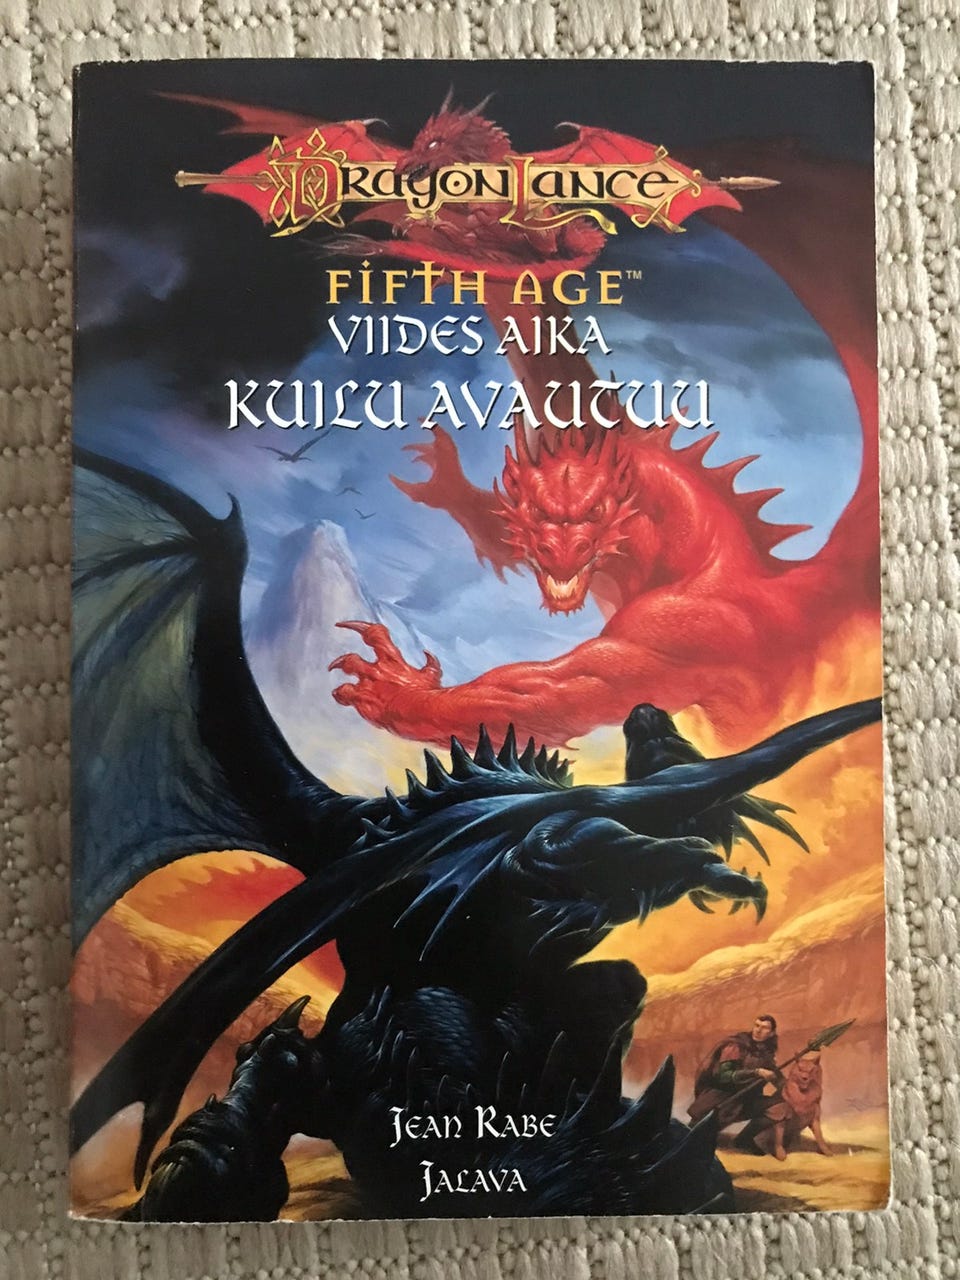 DRAGONLANCE
FIFTH AGE™
VIIDES AIKA
KUILU AVAUTUU
JEAN RABE
JALAVA